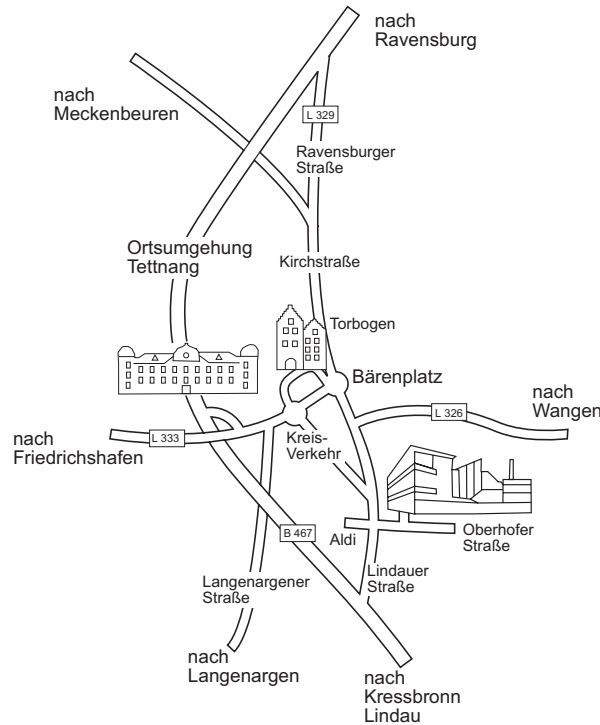 nach
Ravensburg
nach
Meckenbeuren
L 329
Ravensburger
Straße
Ortsumgehung
Tettnang
Kirchstraße
Torbogen
Bärenplatz
nach
Wangen
L 326
L 333
nach
Friedrichshafen
Kreis-
Verkehr
B 467
Aldi
Oberhofer
Straße
Langenargener
Straße
Lindauer
Straße
nach
Langenargen
nach
Kressbronn
Lindau